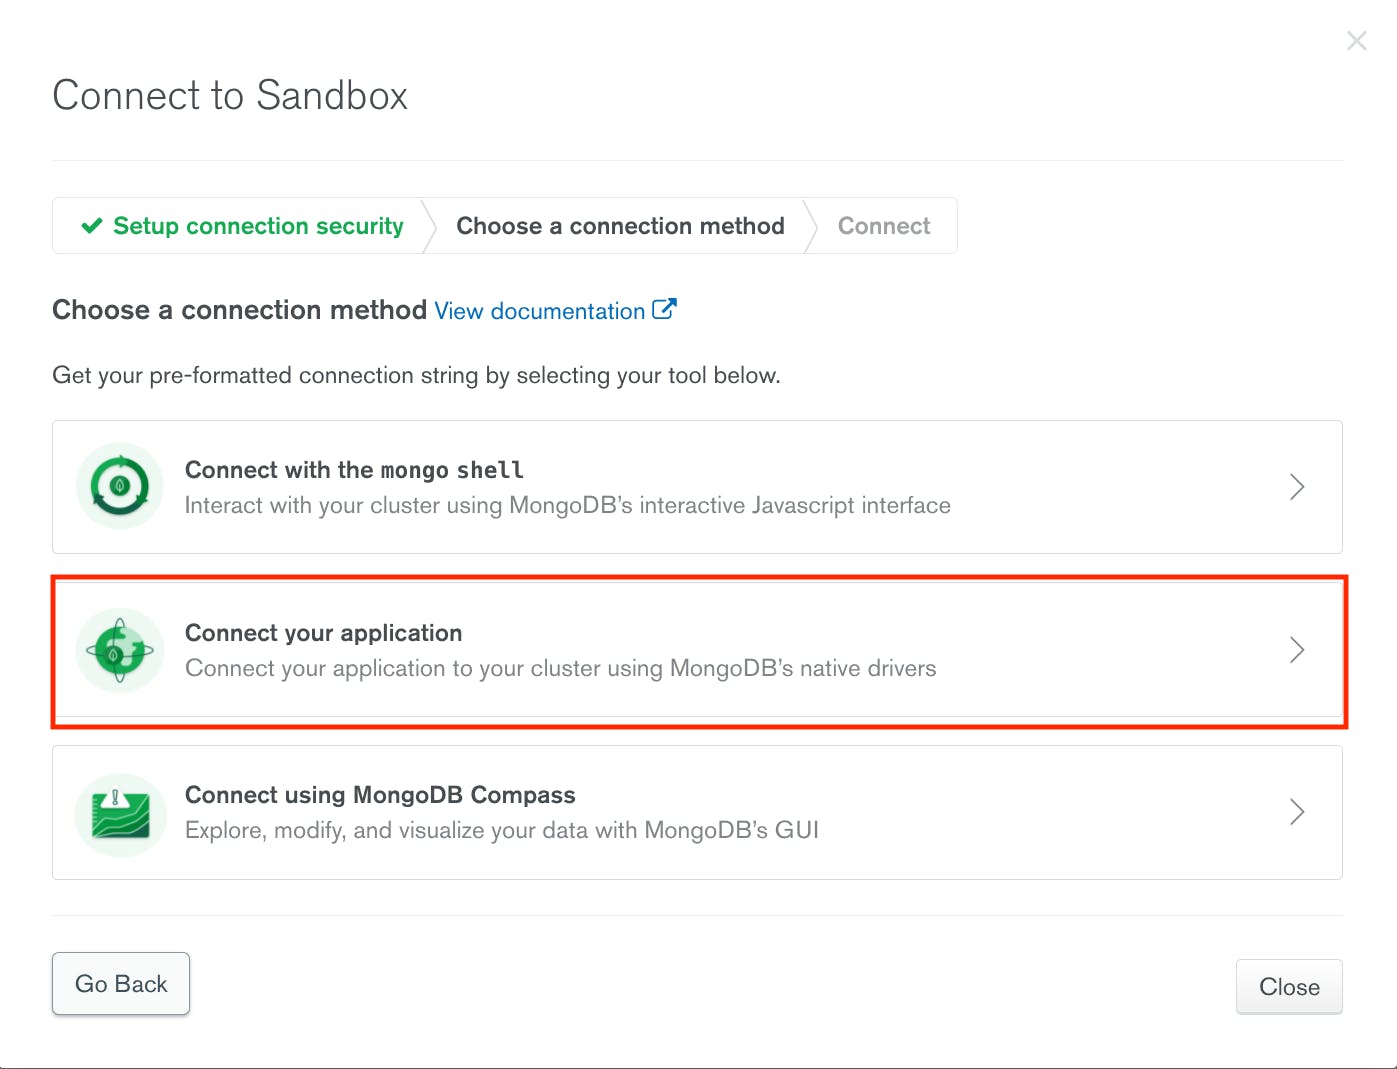 Connect to Sandbox
Setup connection security
Choose a connection method
Connect
Choose a connection method View documentation
Get your pre-formatted connection string by selecting your tool below.
Connect with the mongo shell
Interact with your cluster using MongoDB's interactive Javascript interface
Connect your application
Connect your application to your cluster using MongoDB's native drivers
Connect using MongoDB Compass
Explore, modify, and visualize your data with MongoDB's GUI
Go Back
Close